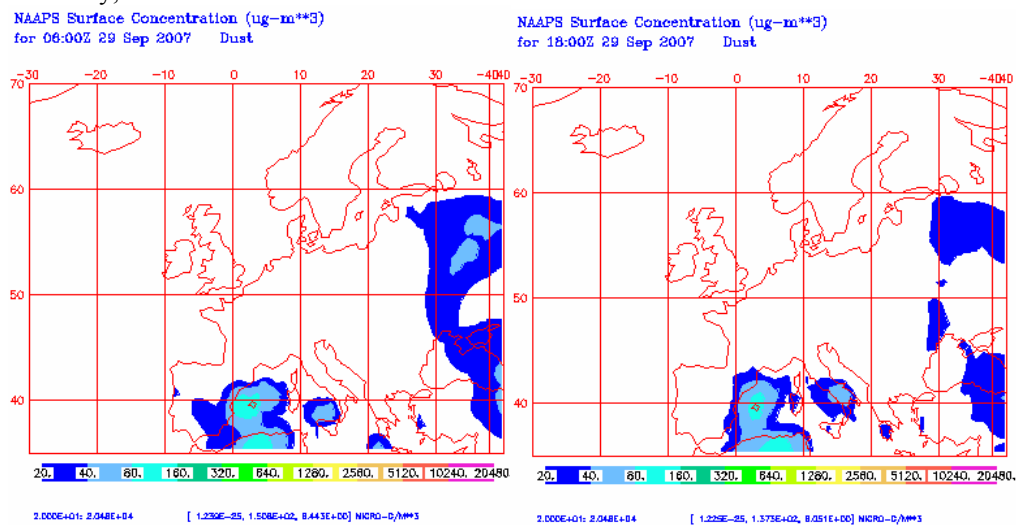 NAAPS Surface Concentration (ug-m**3)
for 06:00Z 29 Sep 2007 Dust
-30 -20 -10 0 10 20 30 -4040
70
60
50
40
20. 40. 80. 160. 320. 640. 1280. 2560. 5120. 10240. 20480.
2.000E+01: 2.048E+04 [ 1.239E-25, 1.508E+02, 8.443E+00] MICRO-G/M**3
NAAPS Surface Concentration (ug-m**3)
for 18:00Z 29 Sep 2007 Dust
-30 -20 -10 0 10 20 30 -4040
70
60
50
40
20. 40. 80. 160. 320. 640. 1280. 2560. 5120. 10240. 20480.
2.000E+01: 2.048E+04 [ 1.225E-25, 1.373E+02, 8.051E+00] MICRO-G/M**3